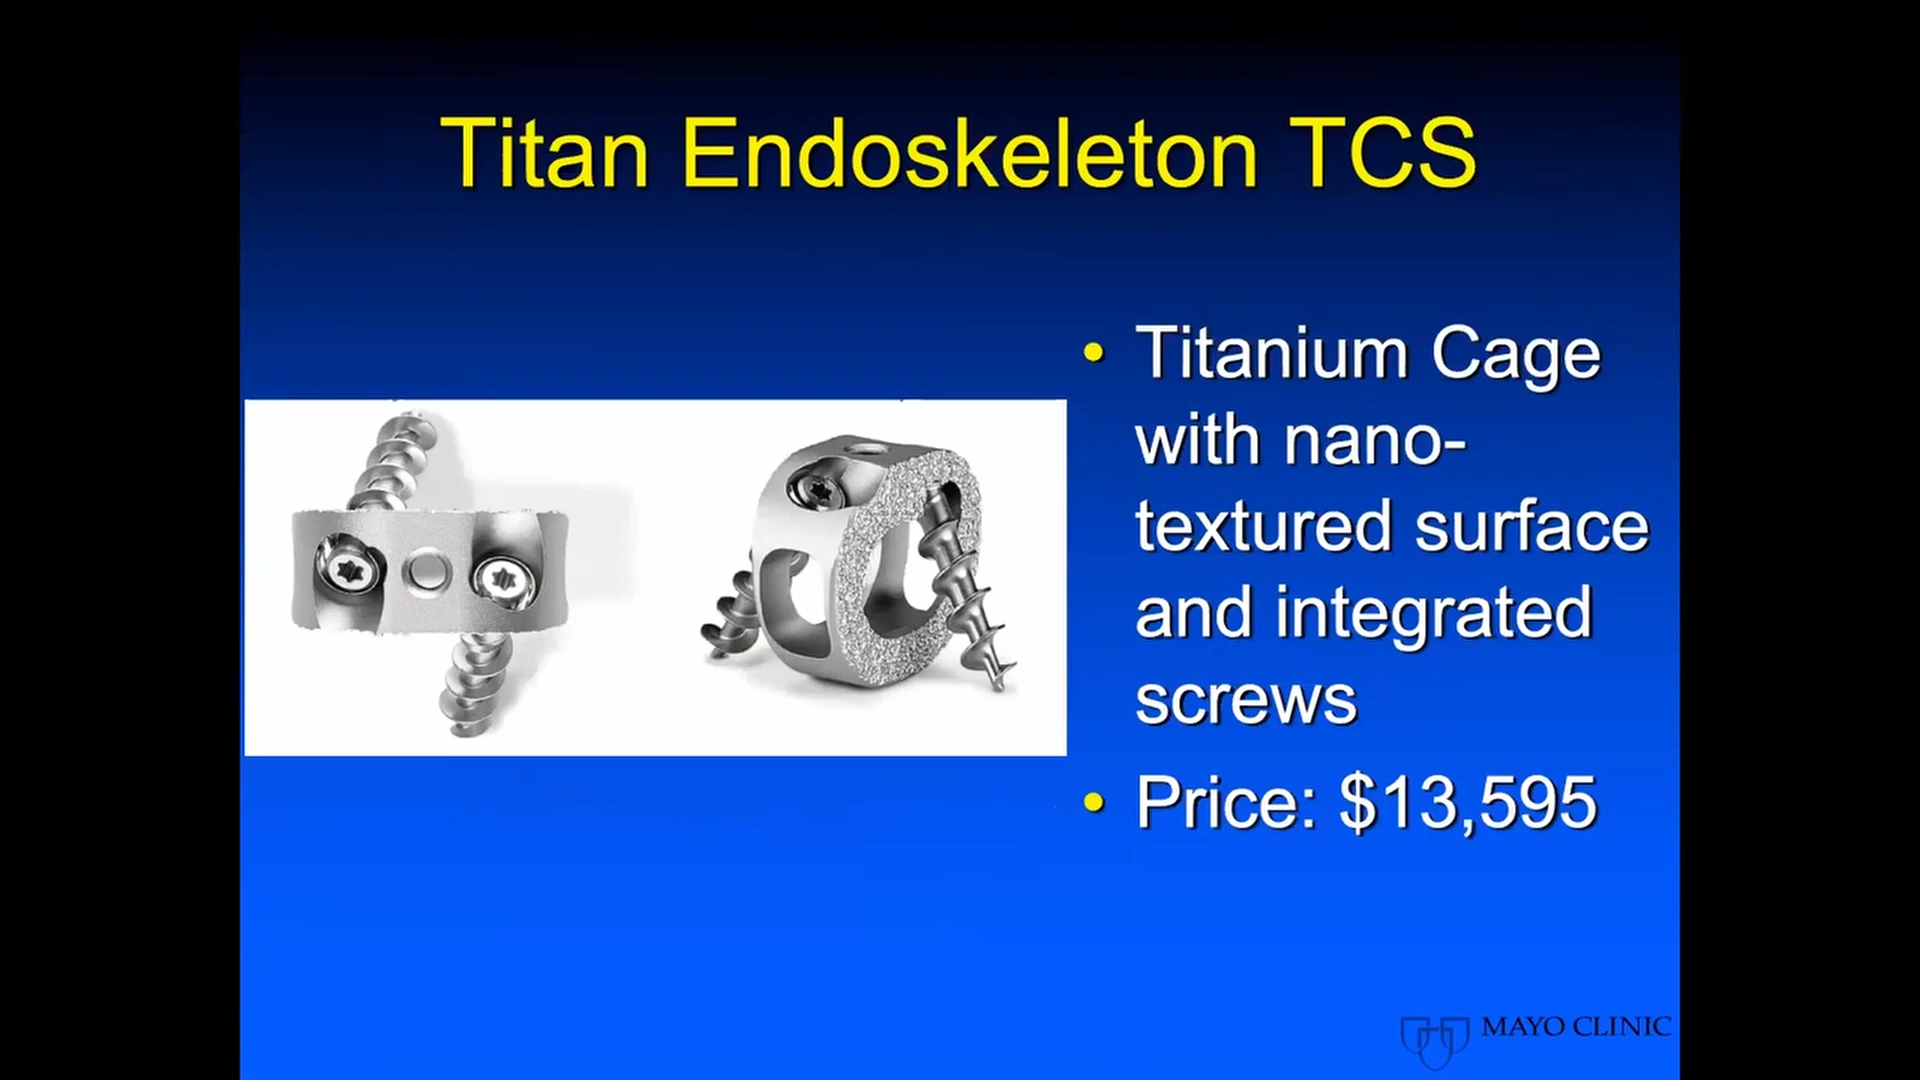 Titan Endoskeleton TCS
• Titanium Cage
with nano-
textured surface
and integrated
screws
• Price: $13,595
MAYO CLINIC